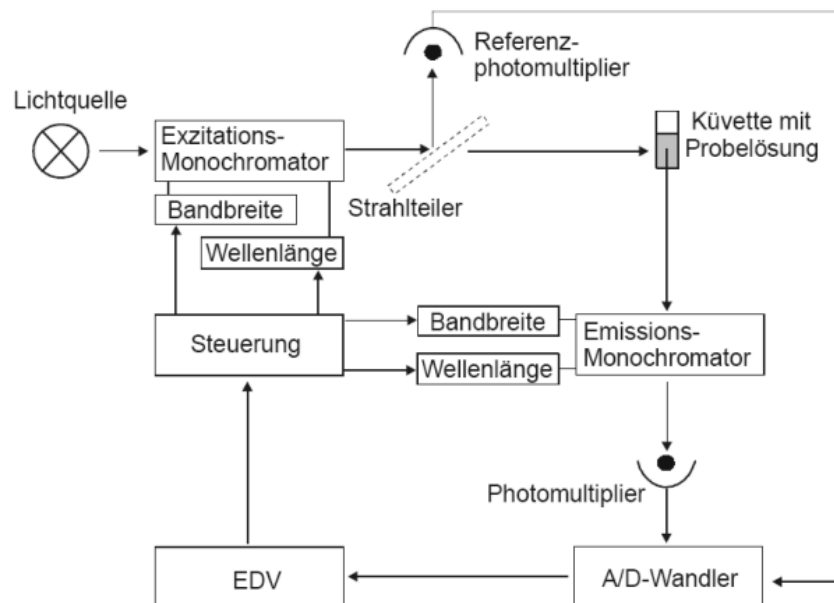 Referenz-
photomultiplier
Lichtquelle
Exzitations-
Monochromator
Küvette mit
Probelösung
Strahlteiler
Bandbreite
Wellenlänge
Steuerung
Bandbreite
Wellenlänge
Emissions-
Monochromator
Photomultiplier
EDV
A/D-Wandler